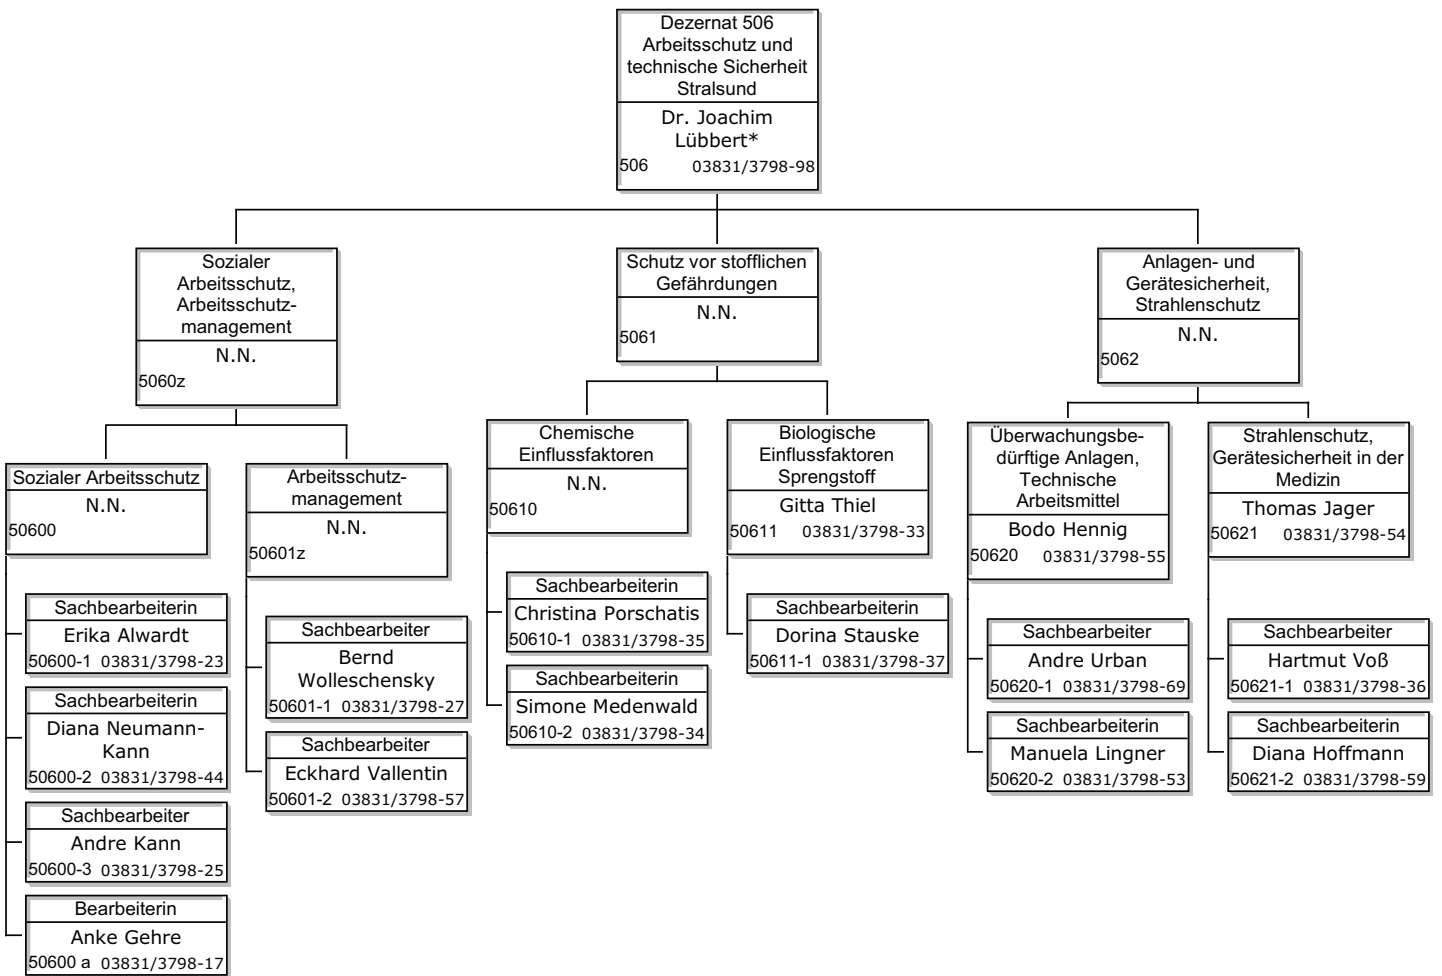 Dezernat 506
Arbeitsschutz und
technische Sicherheit
Stralsund
Dr. Joachim
Lübbert*
506 03831/3798-98
Sozialer
Arbeitsschutz,
Arbeitsschutz-
management
N.N.
5060z
Schutz vor stofflichen
Gefährdungen
N.N.
5061
Anlagen- und
Gerätesicherheit,
Strahlenschutz
N.N.
5062
Sozialer Arbeitsschutz
N.N.
50600
Sachbearbeiterin
Erika Alwardt
50600-1 03831/3798-23
Sachbearbeiterin
Diana Neumann-
Kann
50600-2 03831/3798-44
Sachbearbeiter
Andre Kann
50600-3 03831/3798-25
Bearbeiterin
Anke Gehre
50600 a 03831/3798-17
Arbeitsschutz-
management
N.N.
50601z
Sachbearbeiter
Bernd
Wolleschensky
50601-1 03831/3798-27
Sachbearbeiter
Eckhard Vallentin
50601-2 03831/3798-57
Chemische
Einflussfaktoren
N.N.
50610
Sachbearbeiterin
Christina Porschatis
50610-1 03831/3798-35
Sachbearbeiterin
Simone Medenwald
50610-2 03831/3798-34
Biologische
Einflussfaktoren
Sprengstoff
Gitta Thiel
50611 03831/3798-33
Sachbearbeiterin
Dorina Stauske
50611-1 03831/3798-37
Überwachungsbe-
dürftige Anlagen,
Technische
Arbeitsmittel
Bodo Hennig
50620 03831/3798-55
Sachbearbeiter
Andre Urban
50620-1 03831/3798-69
Sachbearbeiterin
Manuela Lingner
50620-2 03831/3798-53
Strahlenschutz,
Gerätesicherheit in der
Medizin
Thomas Jager
50621 03831/3798-54
Sachbearbeiter
Hartmut Voß
50621-1 03831/3798-36
Sachbearbeiterin
Diana Hoffmann
50621-2 03831/3798-59